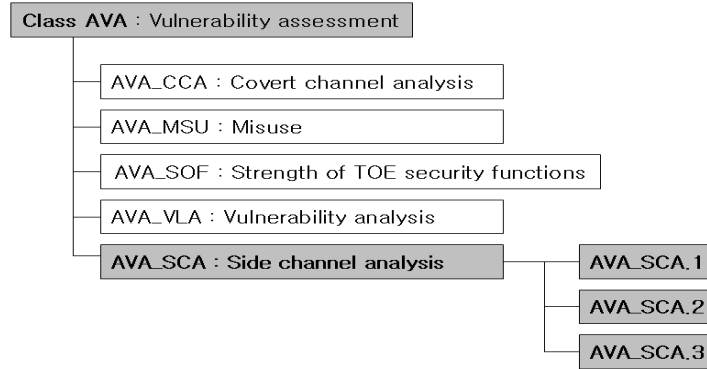 Class AVA : Vulnerability assessment
AVA_CCA : Covert channel analysis
AVA_MSU : Misuse
AVA_SOF : Strength of TOE security functions
AVA_VLA : Vulnerability analysis
AVA_SCA : Side channel analysis
AVA_SCA.1
AVA_SCA.2
AVA_SCA.3